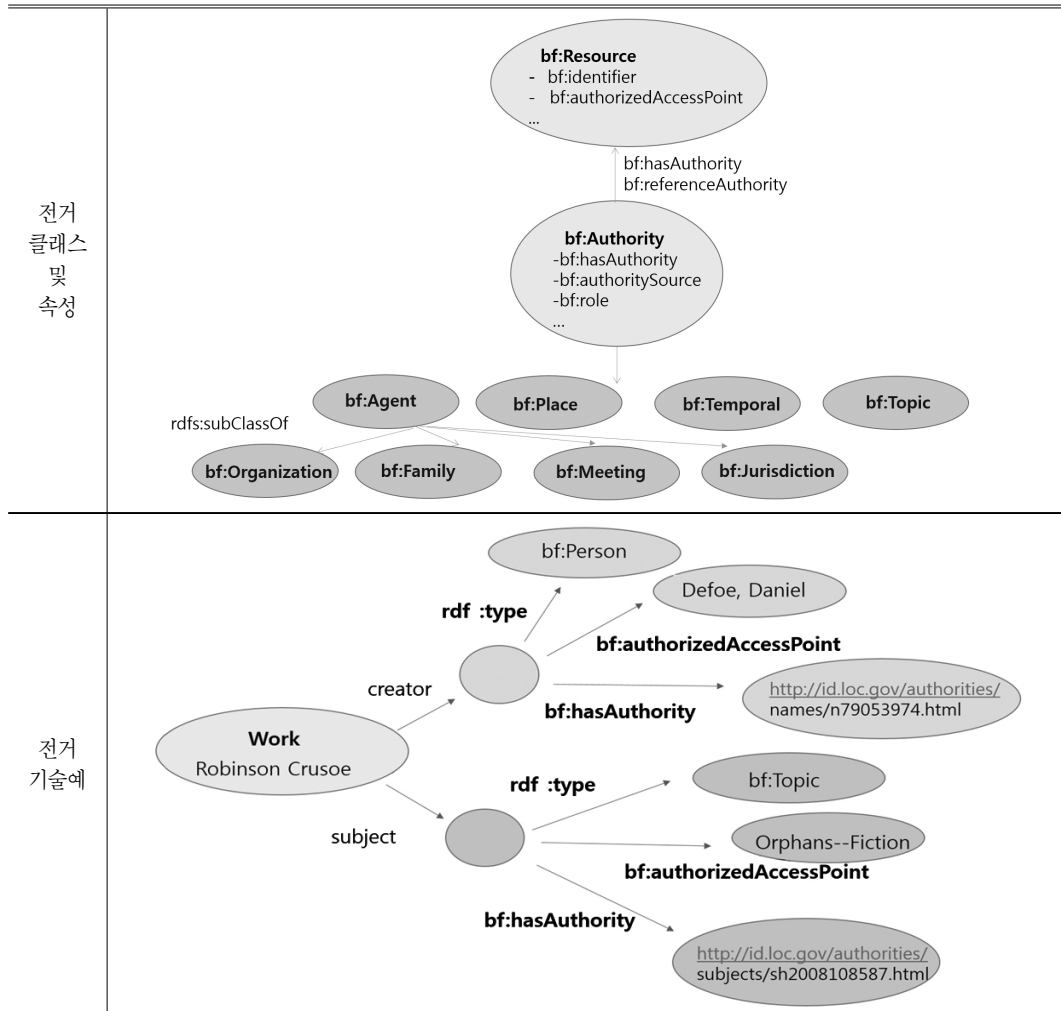 전거
클래스
및
속성
bf:Resource
- bf:identifier
- bf:authorizedAccessPoint
...
bf:hasAuthority
bf:referenceAuthority
bf:Authority
-bf:hasAuthority
-bf:authoritySource
-bf:role
...
bf:Agent
bf:Place
bf:Temporal
bf:Topic
rdfs:subClassOf
bf:Organization
bf:Family
bf:Meeting
bf:Jurisdiction
전거
기술예
bf:Person
rdf :type
Defoe, Daniel
bf:authorizedAccessPoint
creator
http://id.loc.gov/authorities/
names/n79053974.html
bf:hasAuthority
Work
Robinson Crusoe
rdf :type
bf:Topic
subject
Orphans--Fiction
bf:authorizedAccessPoint
bf:hasAuthority
http://id.loc.gov/authorities/
subjects/sh2008108587.html